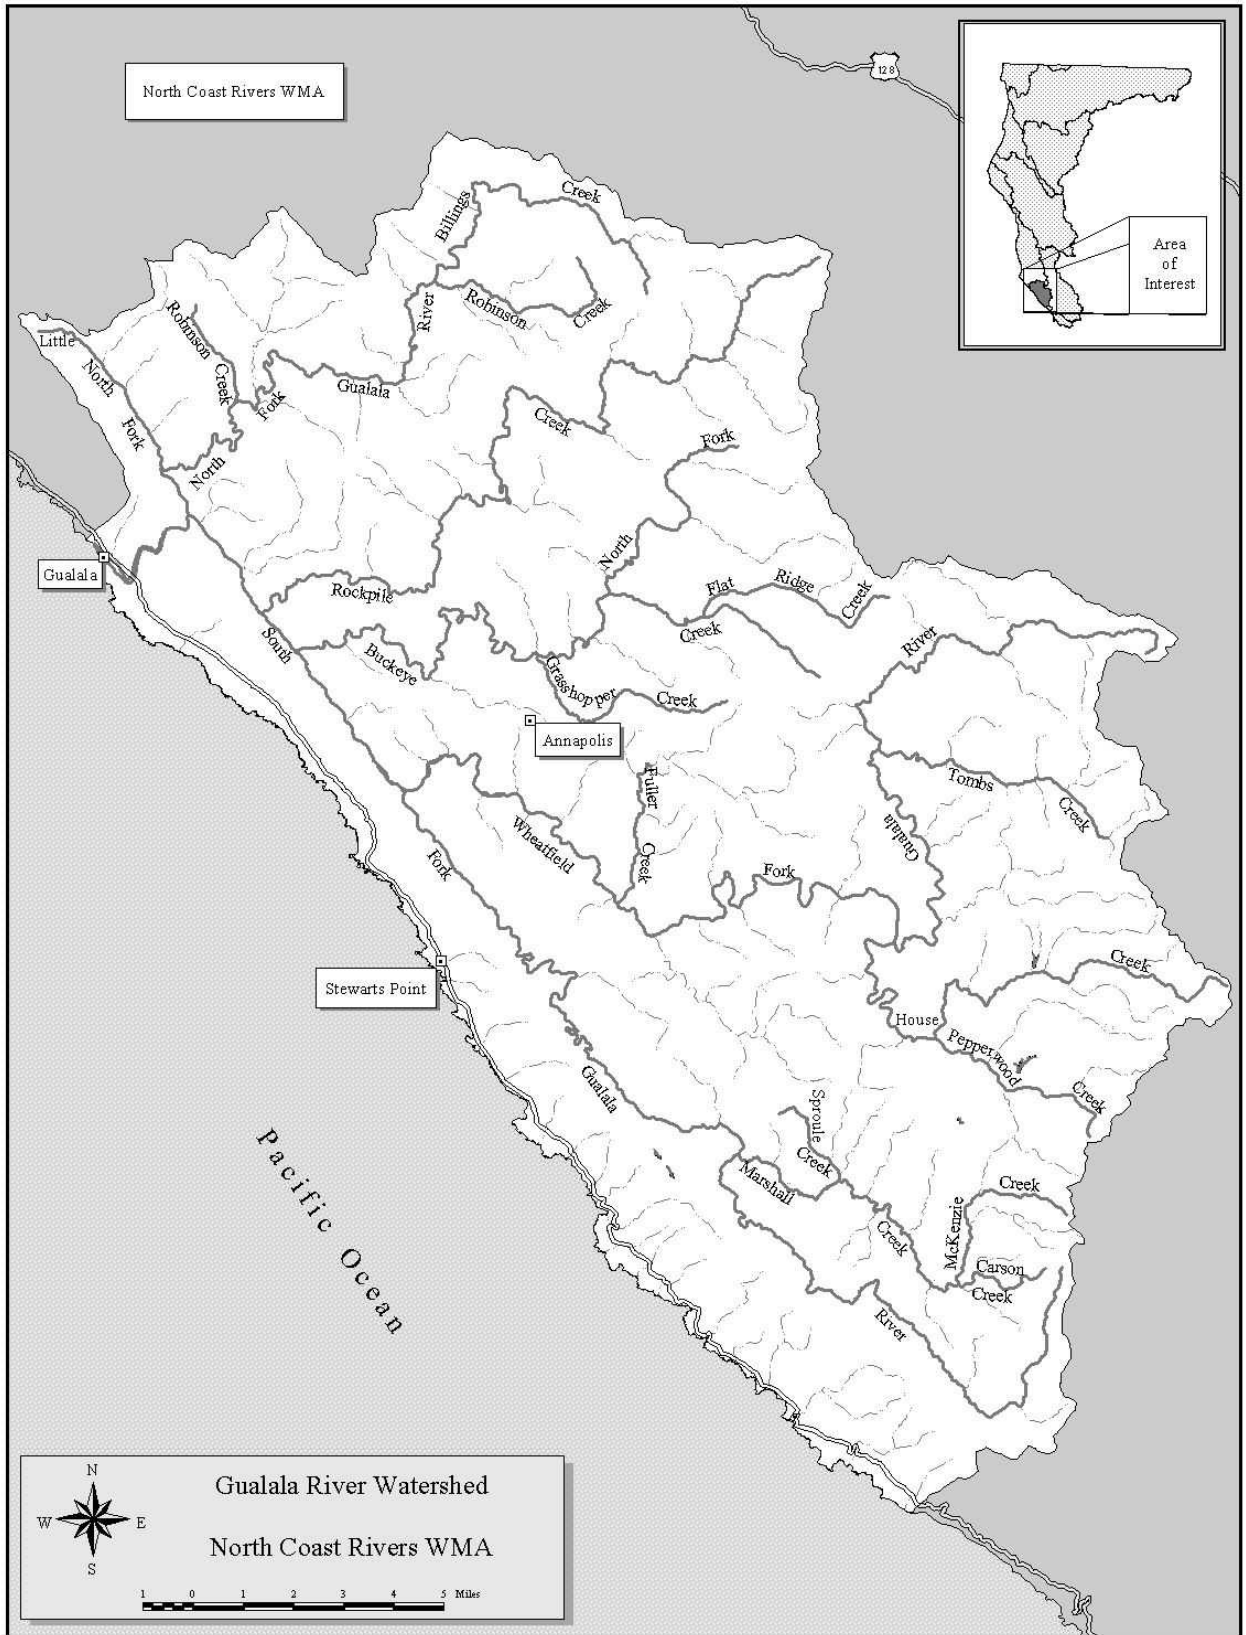 North Coast Rivers WMA
128
Area
of
Interest
Billings
Creek
River
Robinson
Creek
Robinson
Creek
Little
North
Fork
Fork
Gualala
North
Creek
Fork
North
Rockpile
Flat
Ridge
Creek
Creek
Gualala
South
Buckeye
Grasshopper
Creek
River
Annapolis
Fuller
Creek
Tombs
Creek
Gualala
Wheatfield
Fork
Fork
Creek
Stewarts Point
House
Pepperwood
Creek
Gualala
Sproule
Creek
Marshall
Creek
McKenzie
Creek
Carson
Creek
River
Pacific Ocean
N
W
E
S
Gualala River Watershed
North Coast Rivers WMA
1 0 1 2 3 4 5 Miles